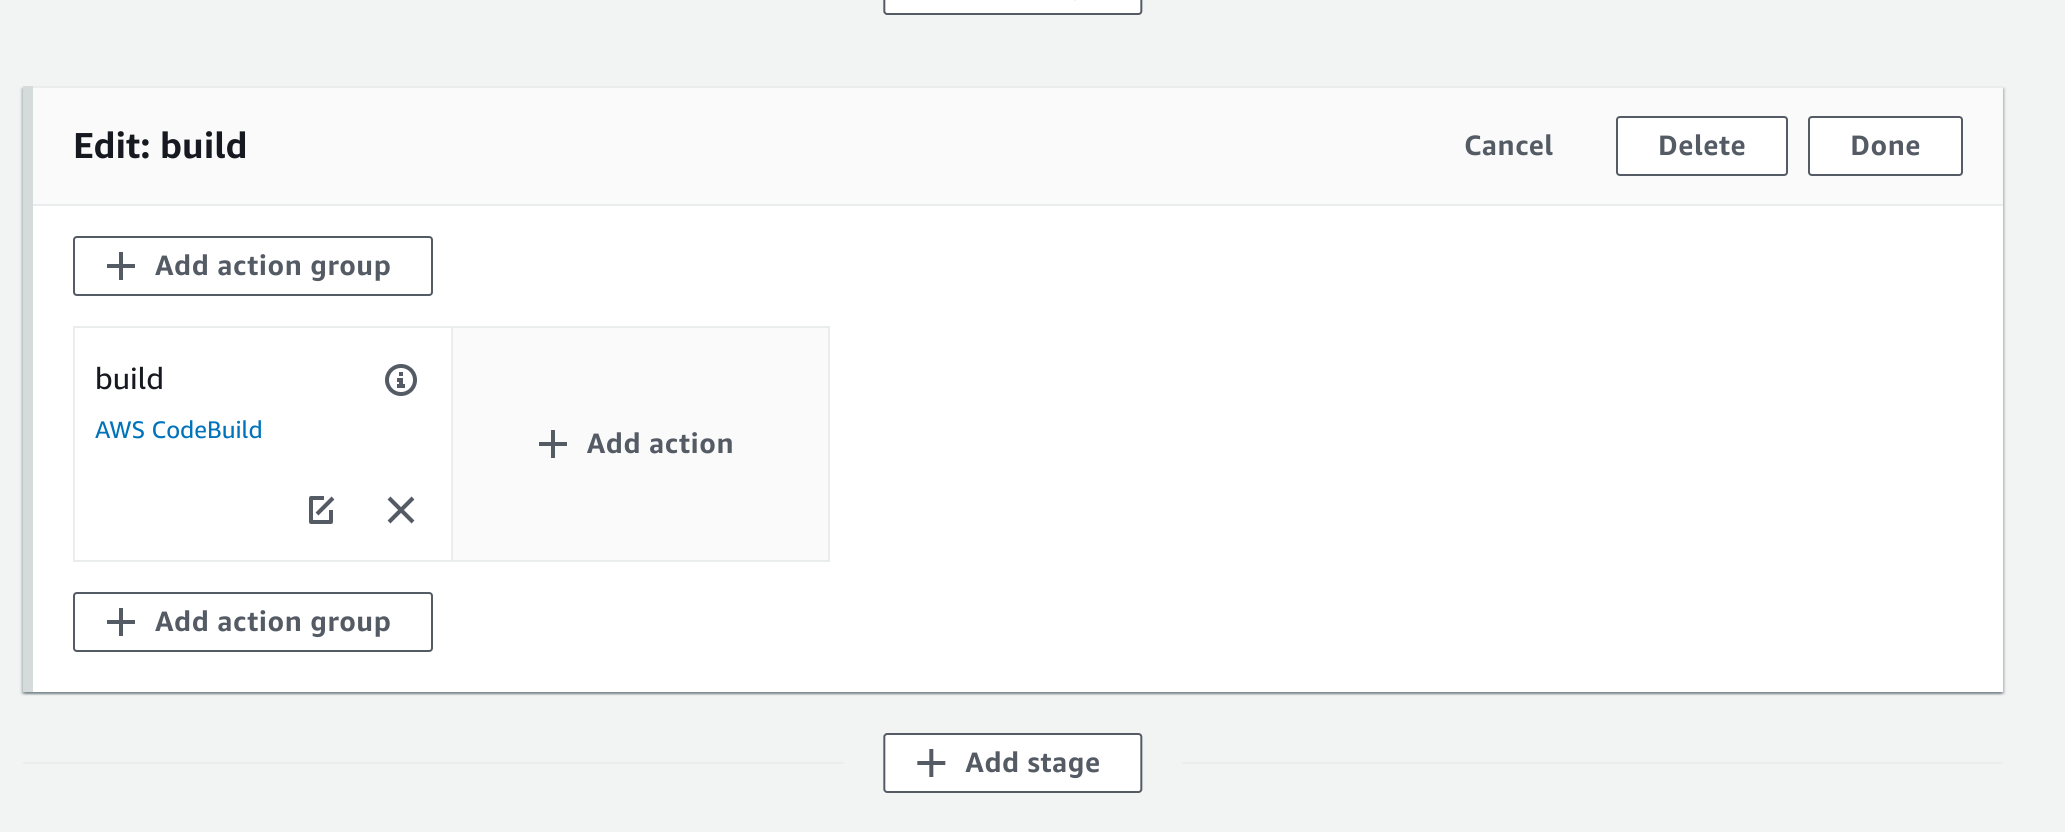 Edit: build
Cancel
Delete
Done
Add action group
build
AWS CodeBuild
Add action
Add action group
Add stage